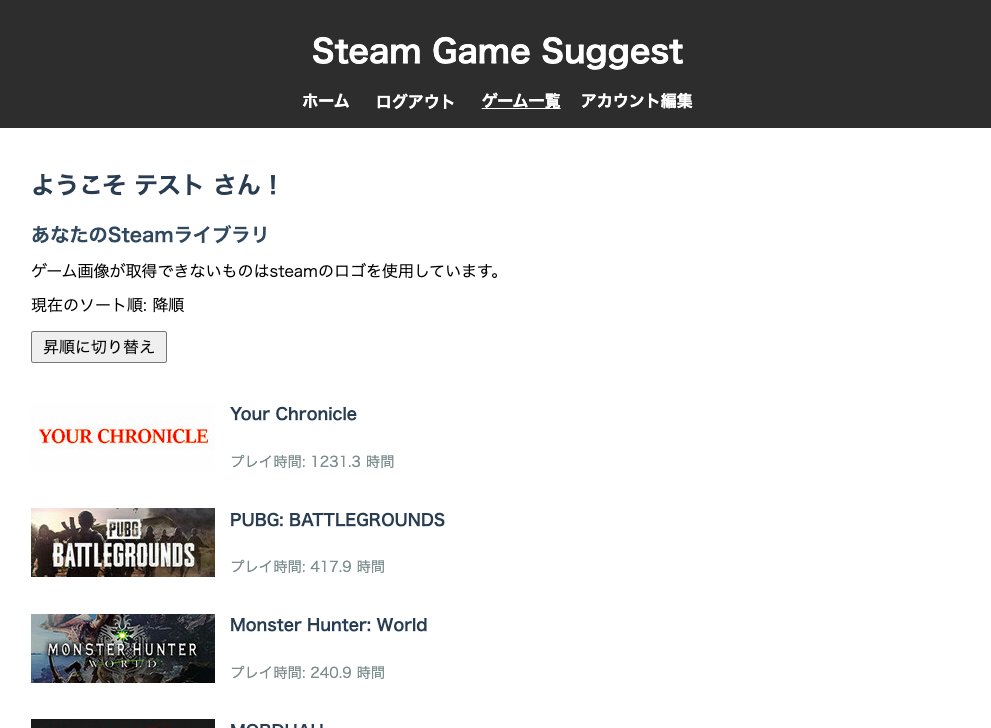 Steam Game Suggest
ホーム ログアウト ゲーム一覧 アカウント編集
ようこそ テスト さん！
あなたのSteamライブラリ
ゲーム画像が取得できないものはsteamのロゴを使用しています。
現在のソート順: 降順
昇順に切り替え
YOUR CHRONICLE
Your Chronicle
プレイ時間: 1231.3 時間
PUBG
BATTLEGROUNDS
PUBG: BATTLEGROUNDS
プレイ時間: 417.9 時間
MONSTER HUNTER
WORLD
Monster Hunter: World
プレイ時間: 240.9 時間